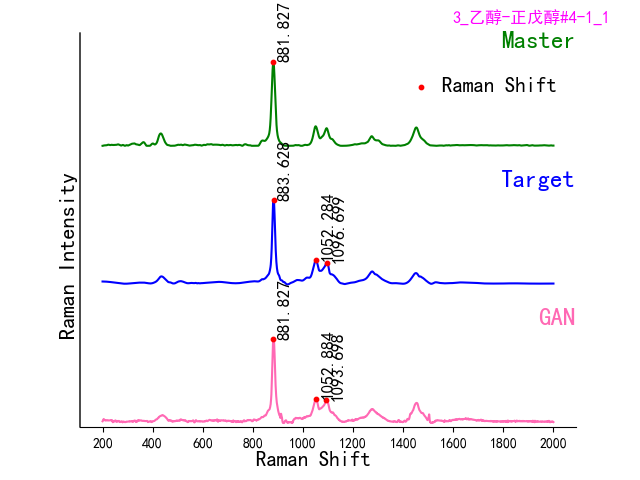 3_乙醇-正戊醇#4-1_1
Master
881.827
Raman Shift
Target
883.628
1052.284
1096.699
GAN
881.827
1052.884
1093.698
Raman Intensity
200 400 600 800 1000 1200 1400 1600 1800 2000
Raman Shift